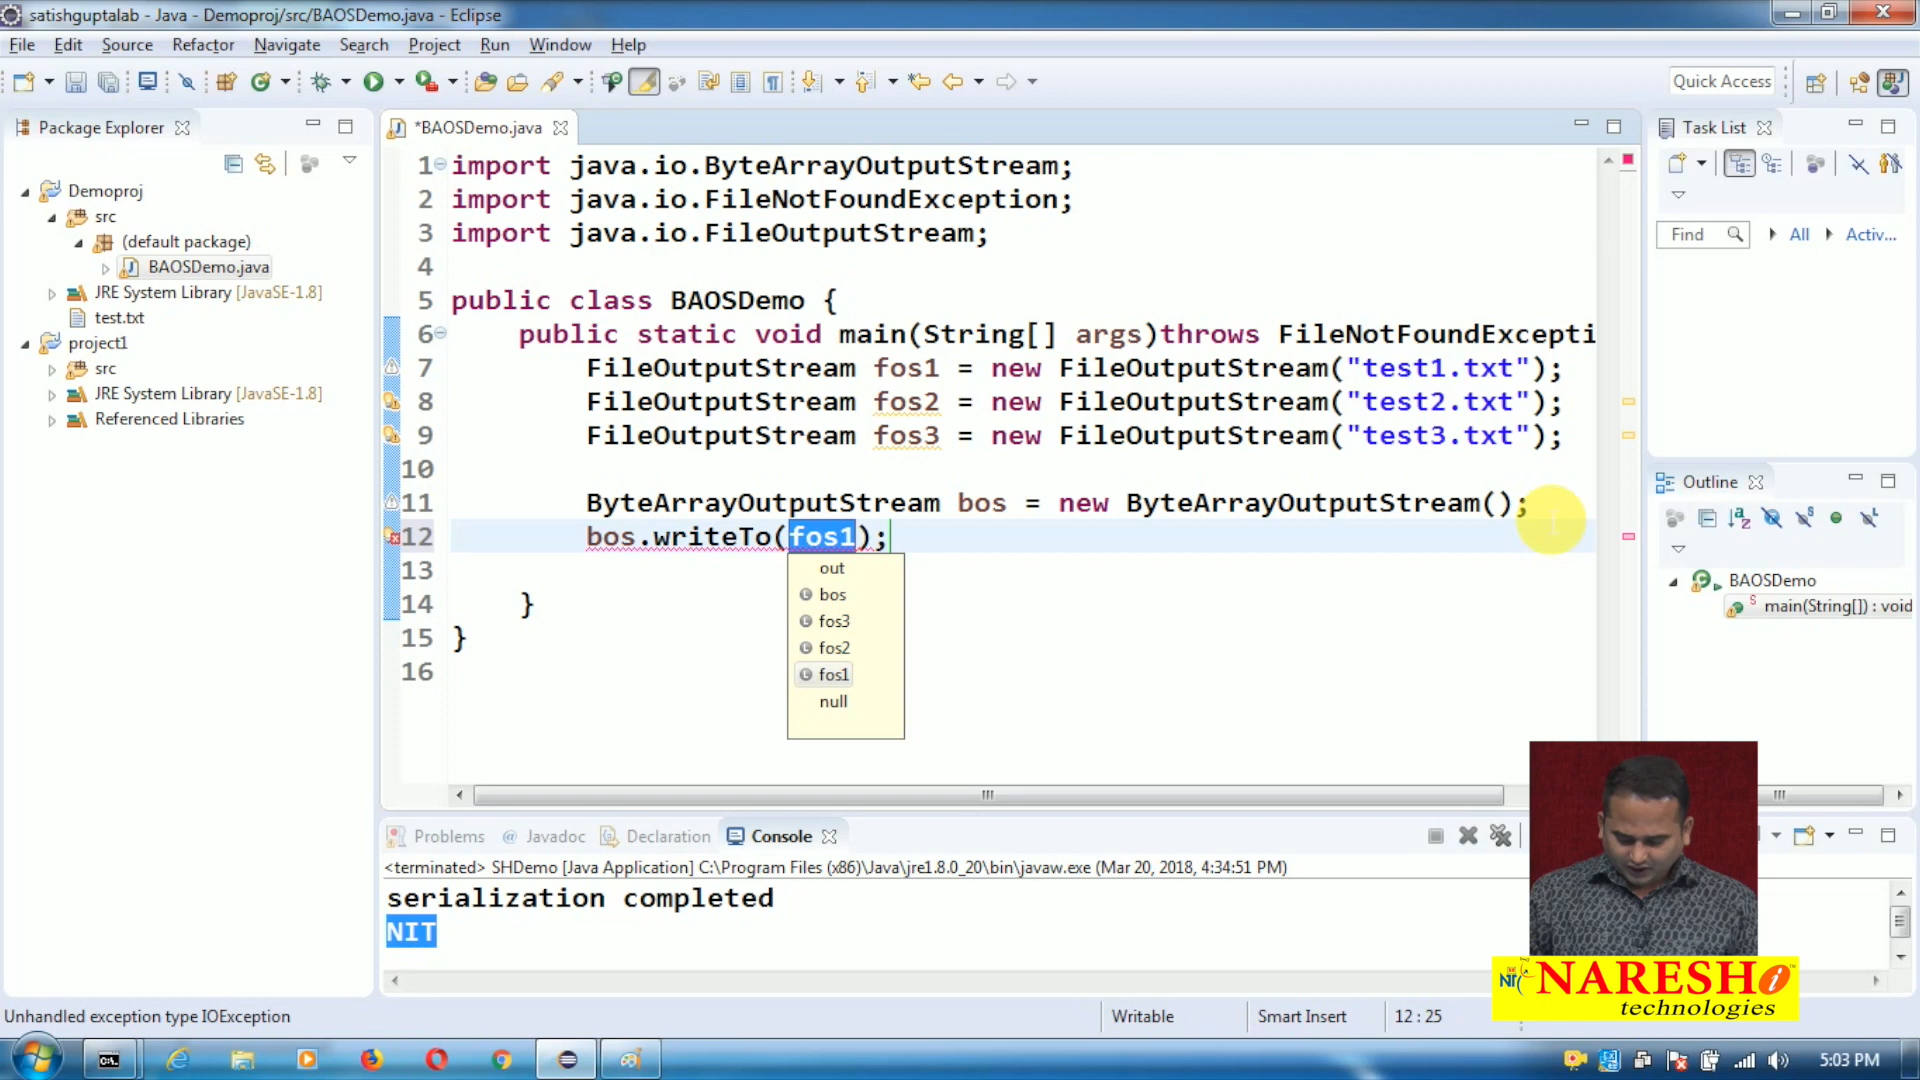 satishguptalab - Java - Demoproj/src/BAOSDemo.java - Eclipse
File Edit Source Refactor Navigate Search Project Run Window Help
Quick Access
Package Explorer
Demoproj
src
(default package)
BAOSDemo.java
JRE System Library [JavaSE-1.8]
test.txt
project1
src
JRE System Library [JavaSE-1.8]
Referenced Libraries
*BAOSDemo.java
1 import java.io.ByteArrayOutputStream;
2 import java.io.FileNotFoundException;
3 import java.io.FileOutputStream;
4
5 public class BAOSDemo {
6 public static void main(String[] args)throws FileNotFoundExcepti
7 FileOutputStream fos1 = new FileOutputStream("test1.txt");
8 FileOutputStream fos2 = new FileOutputStream("test2.txt");
9 FileOutputStream fos3 = new FileOutputStream("test3.txt");
10
11 ByteArrayOutputStream bos = new ByteArrayOutputStream();
12 bos.writeTo(fos1);
13
14 }
15 }
16
out
bos
fos3
fos2
fos1
null
Task List
Find All Activ...
Outline
BAOSDemo
main(String[]) : void
Problems @ Javadoc Declaration Console
<terminated> SHDemo [Java Application] C:\Program Files (x86)\Java\jre1.8.0_20\bin\javaw.exe (Mar 20, 2018, 4:34:51 PM)
serialization completed
NIT
NARESH i
technologies
Unhandled exception type IOException
Writable
Smart Insert
12 : 25
5:03 PM